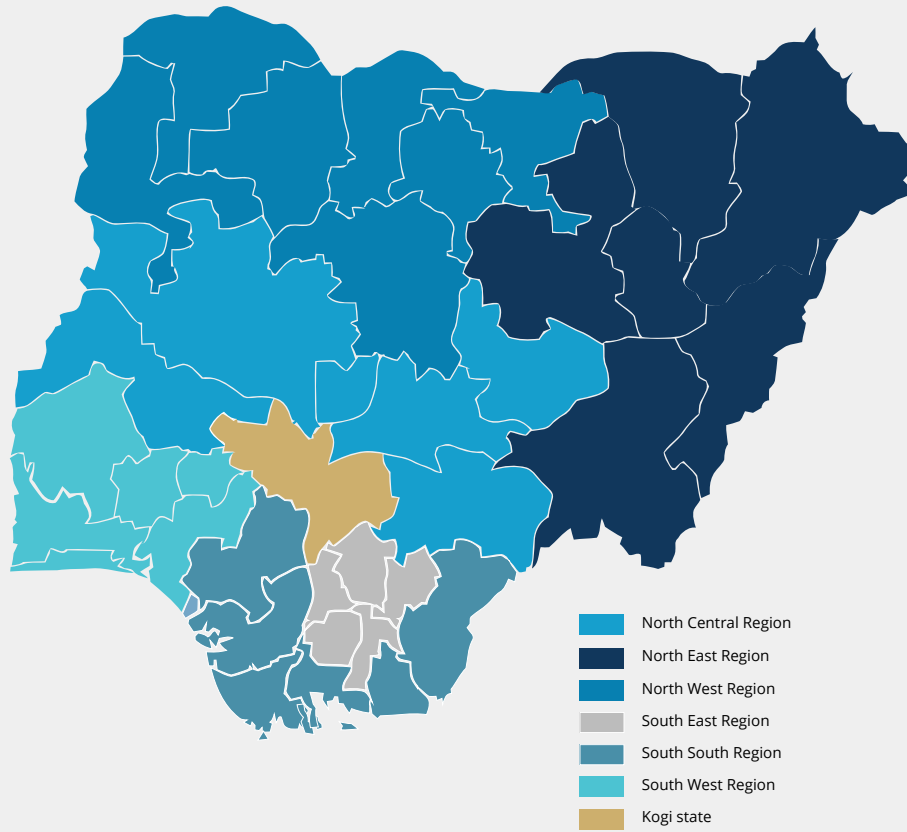 North Central Region
North East Region
North West Region
South East Region
South South Region
South West Region
Kogi state